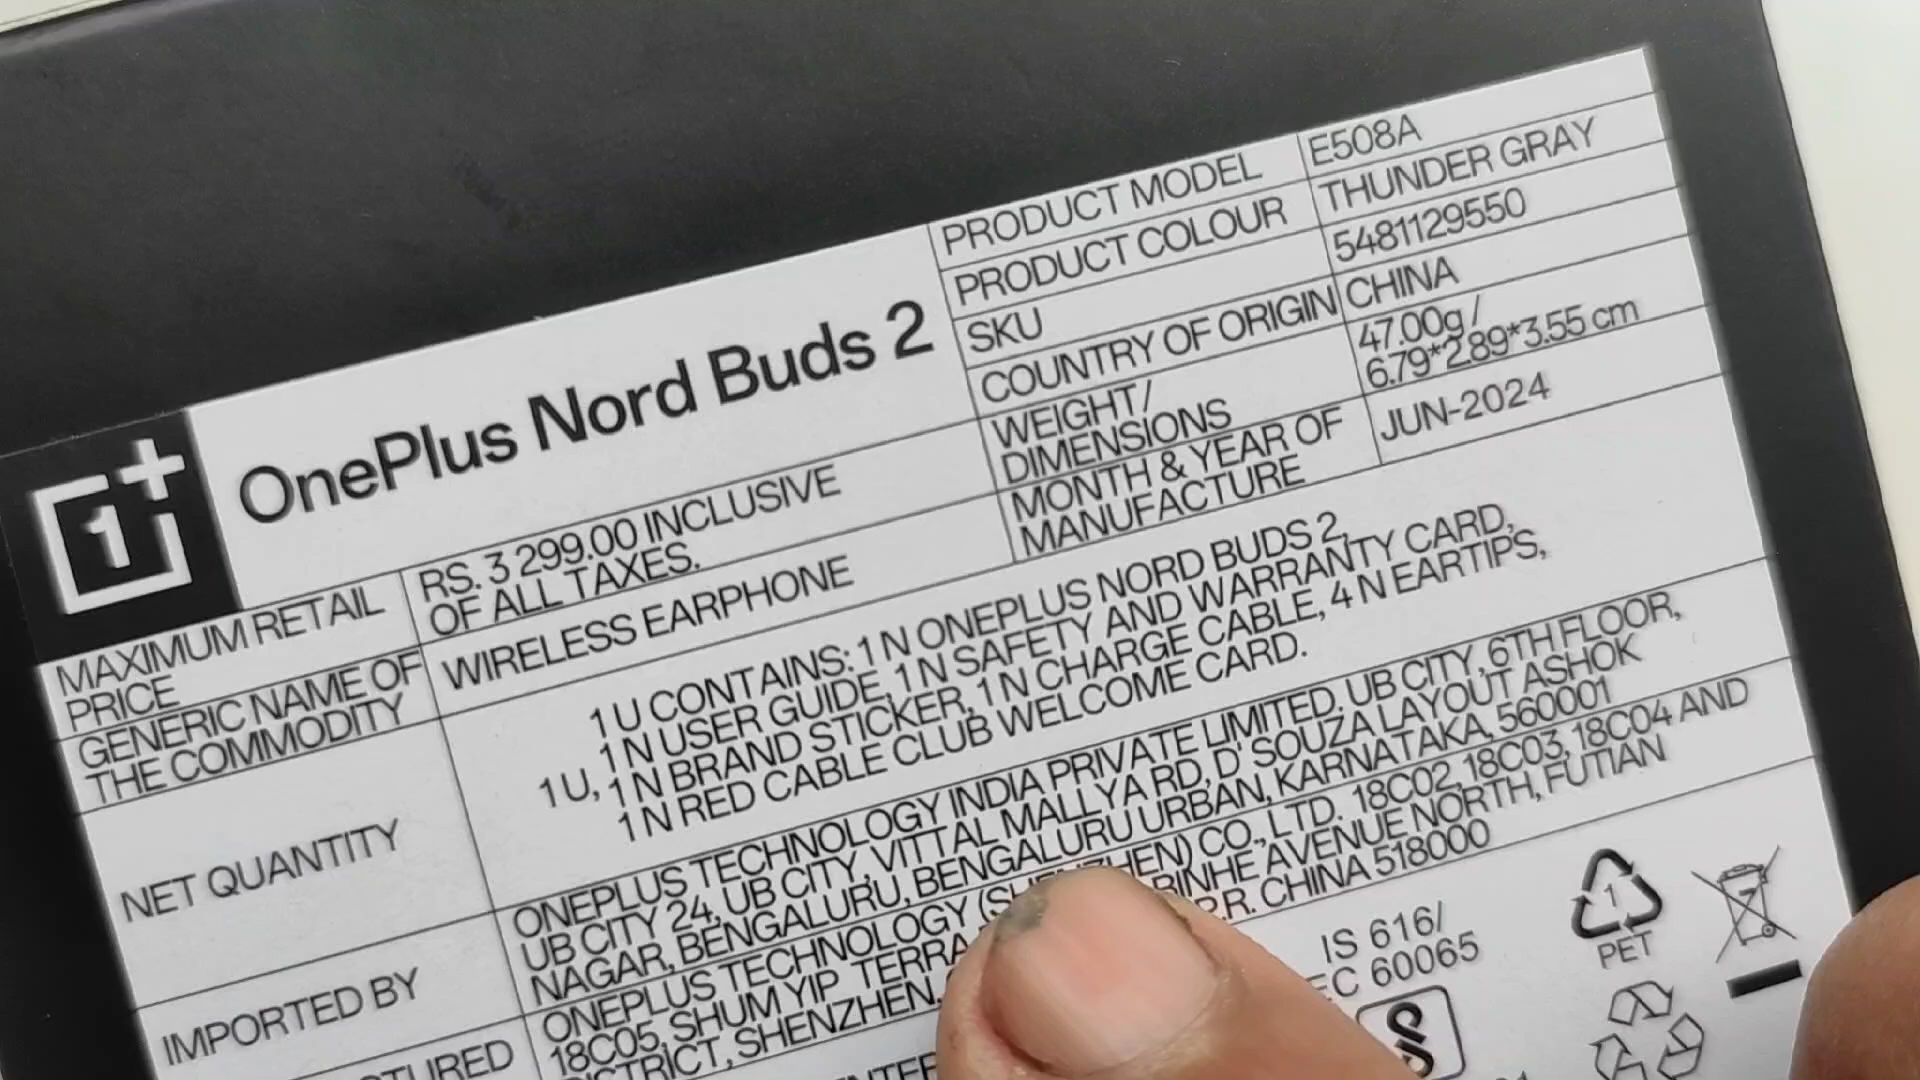 OnePlus Nord Buds 2
PRODUCT MODEL E508A
PRODUCT COLOUR THUNDER GRAY
SKU 5481129550
COUNTRY OF ORIGIN CHINA
WEIGHT/
DIMENSIONS
47.00g /
6.79*2.89*3.55 cm
MONTH & YEAR OF
MANUFACTURE
JUN-2024
MAXIMUM RETAIL
PRICE
RS. 3 299.00 INCLUSIVE
OF ALL TAXES.
GENERIC NAME OF
THE COMMODITY
WIRELESS EARPHONE
NET QUANTITY
1 U CONTAINS: 1 N ONEPLUS NORD BUDS 2,
1 N USER GUIDE, 1 N SAFETY AND WARRANTY CARD,
1 U, 1 N BRAND STICKER, 1 N CHARGE CABLE, 4 N EARTIPS,
1 N RED CABLE CLUB WELCOME CARD.
IMPORTED BY
ONEPLUS TECHNOLOGY INDIA PRIVATE LIMITED, UB CITY, 6TH FLOOR,
UB CITY 24, UB CITY, VITTAL MALLYA RD, D' SOUZA LAYOUT ASHOK
NAGAR, BENGALURU, BENGALURU URBAN, KARNATAKA, 560001
ONEPLUS TECHNOLOGY CO., LTD. 18C02, 18C03, 18C04 AND
18C05, SHUM YIP TERRA BINHE AVENUE NORTH, FUTIAN
DISTRICT, SHENZHEN, P.R. CHINA 518000
IS 616/
IEC 60065
1
PET